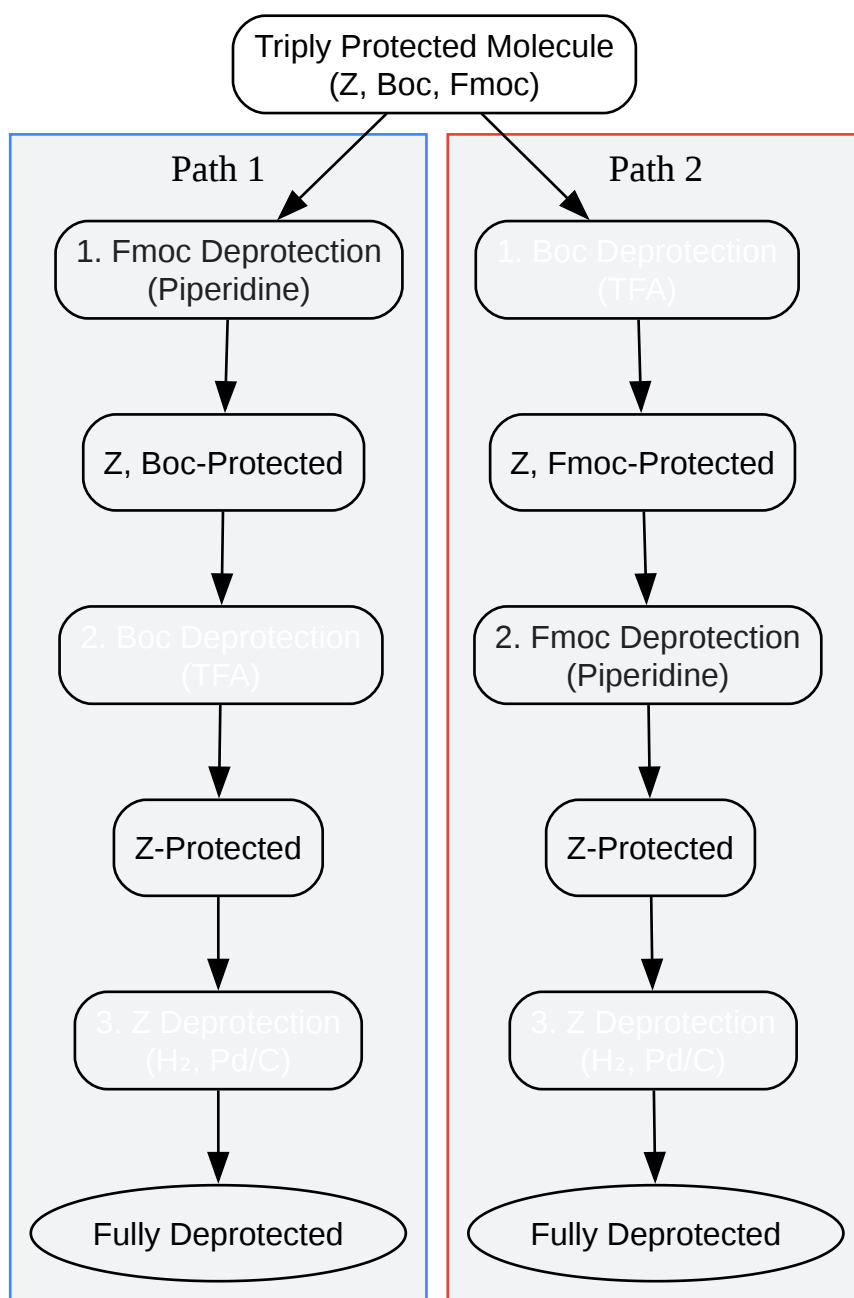 Triply Protected Molecule
(Z, Boc, Fmoc)
Path 1
1. Fmoc Deprotection
(Piperidine)
Z, Boc-Protected
2. Boc Deprotection
(TFA)
Z-Protected
3. Z Deprotection
(H₂, Pd/C)
Fully Deprotected
Path 2
1. Boc Deprotection
(TFA)
Z, Fmoc-Protected
2. Fmoc Deprotection
(Piperidine)
Z-Protected
3. Z Deprotection
(H₂, Pd/C)
Fully Deprotected